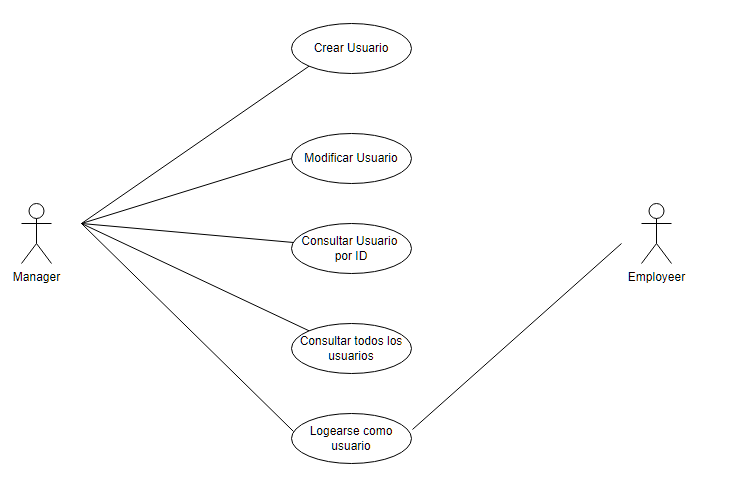 Crear Usuario
Modificar Usuario
Consultar Usuario
por ID
Manager
Employeer
Consultar todos los
usuarios
Logearse como
usuario